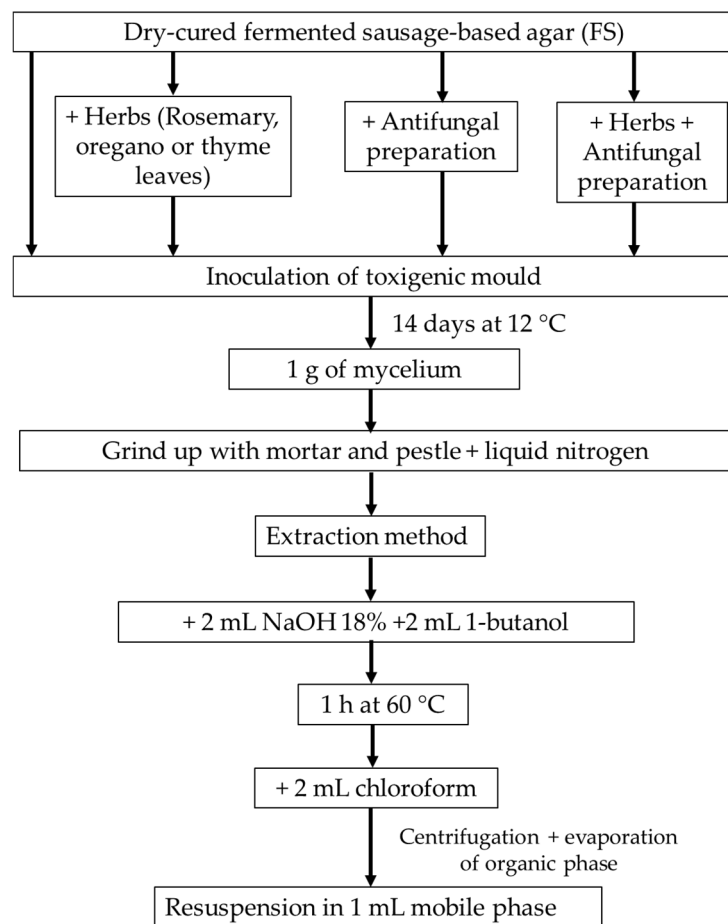 Dry-cured fermented sausage-based agar (FS)
+ Herbs (Rosemary,
oregano or thyme
leaves)
+ Antifungal
preparation
+ Herbs +
Antifungal
preparation
Inoculation of toxigenic mould
14 days at 12 °C
1 g of mycelium
Grind up with mortar and pestle + liquid nitrogen
Extraction method
+ 2 mL NaOH 18% +2 mL 1-butanol
1 h at 60 °C
+ 2 mL chloroform
Centrifugation + evaporation
of organic phase
Resuspension in 1 mL mobile phase